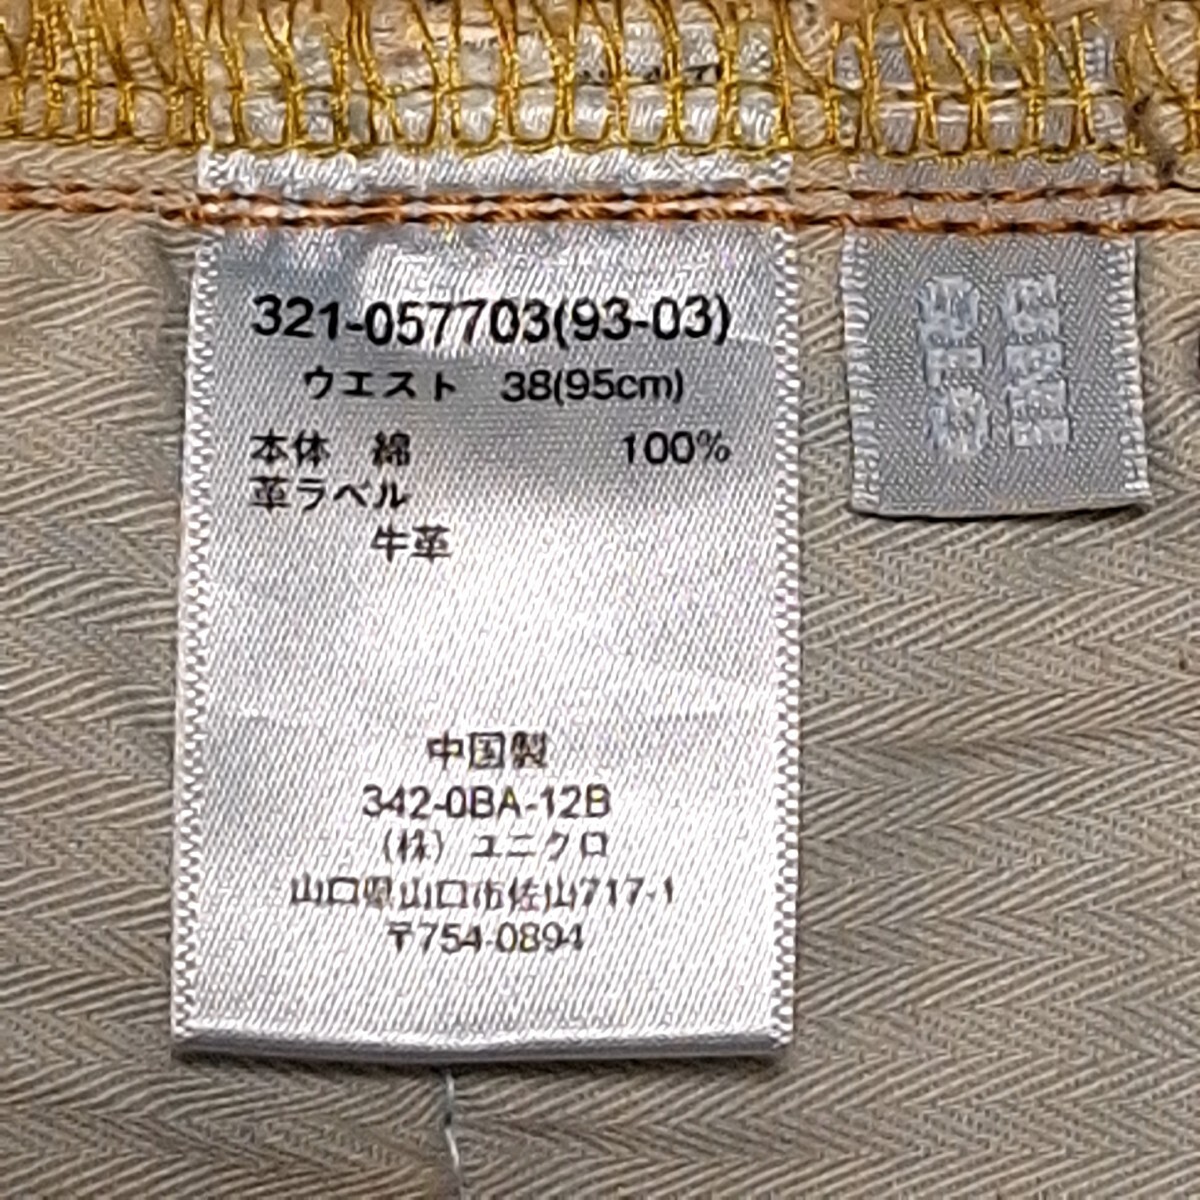 321-057703(93-03)
ウエスト 38(95cm)
本体 綿 100%
革ラベル
牛革
中国製
342-0BA-12B
(株) ユニクロ
山口県山口市佐山717-1
〒754-0894